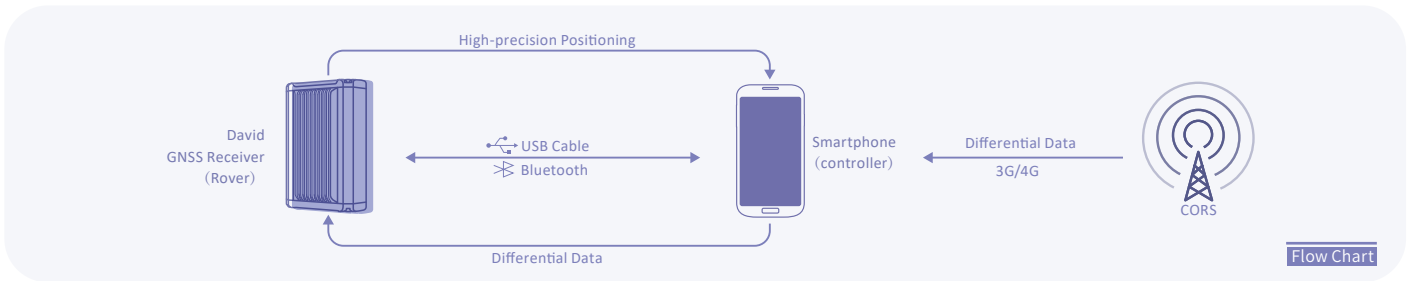 High-precision Positioning
David
GNSS Receiver
（Rover）
USB Cable
Bluetooth
Smartphone
（controller）
Differential Data
3G/4G
CORS
Differential Data
Flow Chart